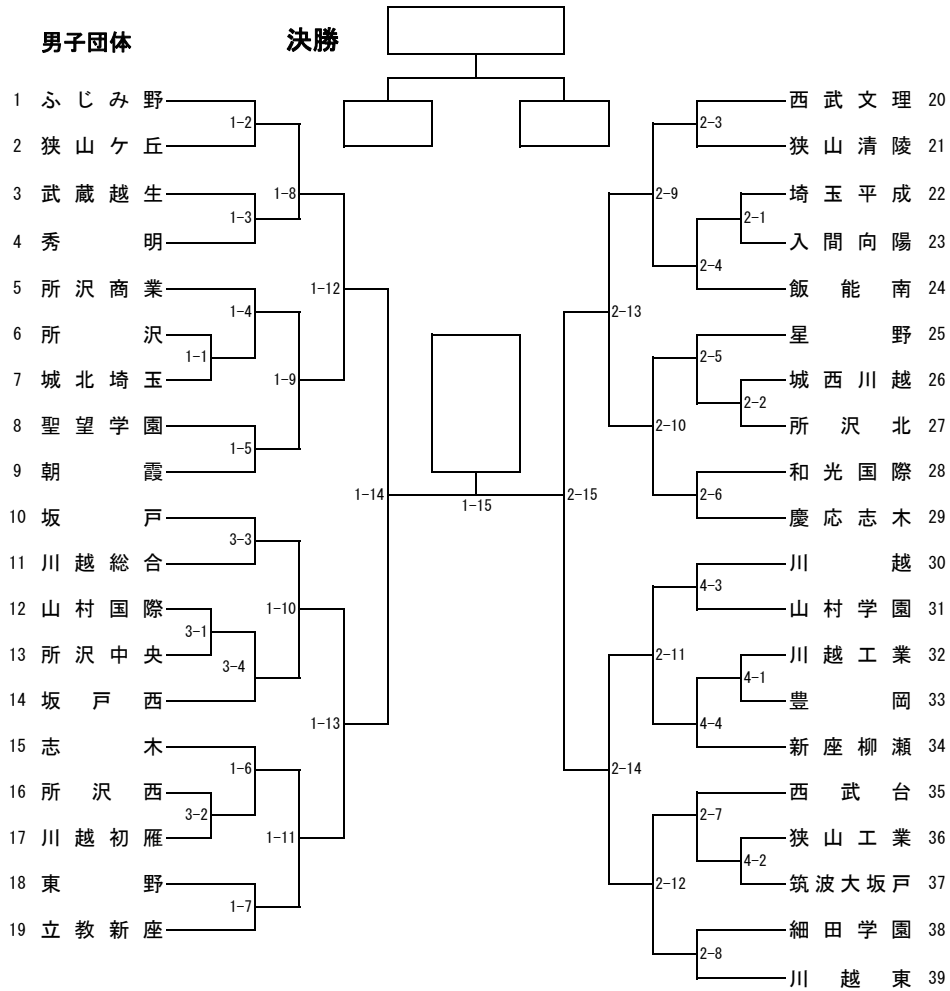 男子団体
決勝
1 ふじみ野
2 狭山ケ丘
3 武蔵越生
4 秀明
5 所沢商業
6 所沢
7 城北埼玉
8 聖望学園
9 朝霞
10 坂戸
11 川越総合
12 山村国際
13 所沢中央
14 坂戸西
15 志木
16 所沢西
17 川越初雁
18 東野
19 立教新座
1-2
1-3
1-4
1-1
1-5
3-3
3-1
3-4
1-6
3-2
1-7
1-8
1-9
1-10
1-11
1-12
1-13
1-14
1-15
2-15
2-13
2-14
2-9
2-10
2-11
2-12
2-3
2-1
2-4
2-5
2-2
2-6
4-3
4-1
4-4
2-7
4-2
2-8
西武文理 20
狭山清陵 21
埼玉平成 22
入間向陽 23
飯能南 24
星野 25
城西川越 26
所沢北 27
和光国際 28
慶応志木 29
川越 30
山村学園 31
川越工業 32
豊岡 33
新座柳瀬 34
西武台 35
狭山工業 36
筑波大坂戸 37
細田学園 38
川越東 39